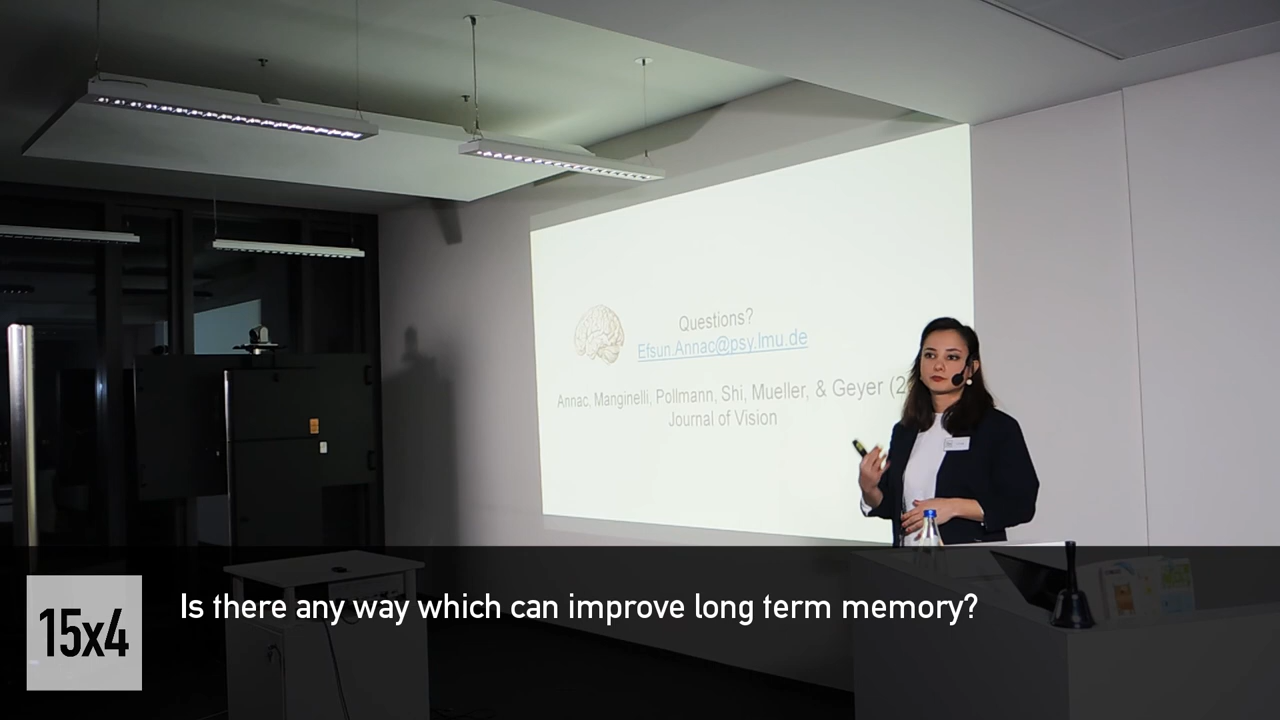 Questions?
Efsun.Annac@psy.lmu.de
Annac, Manginelli, Pollmann, Shi, Mueller, & Geyer (2
Journal of Vision
15x4
Is there any way which can improve long term memory?